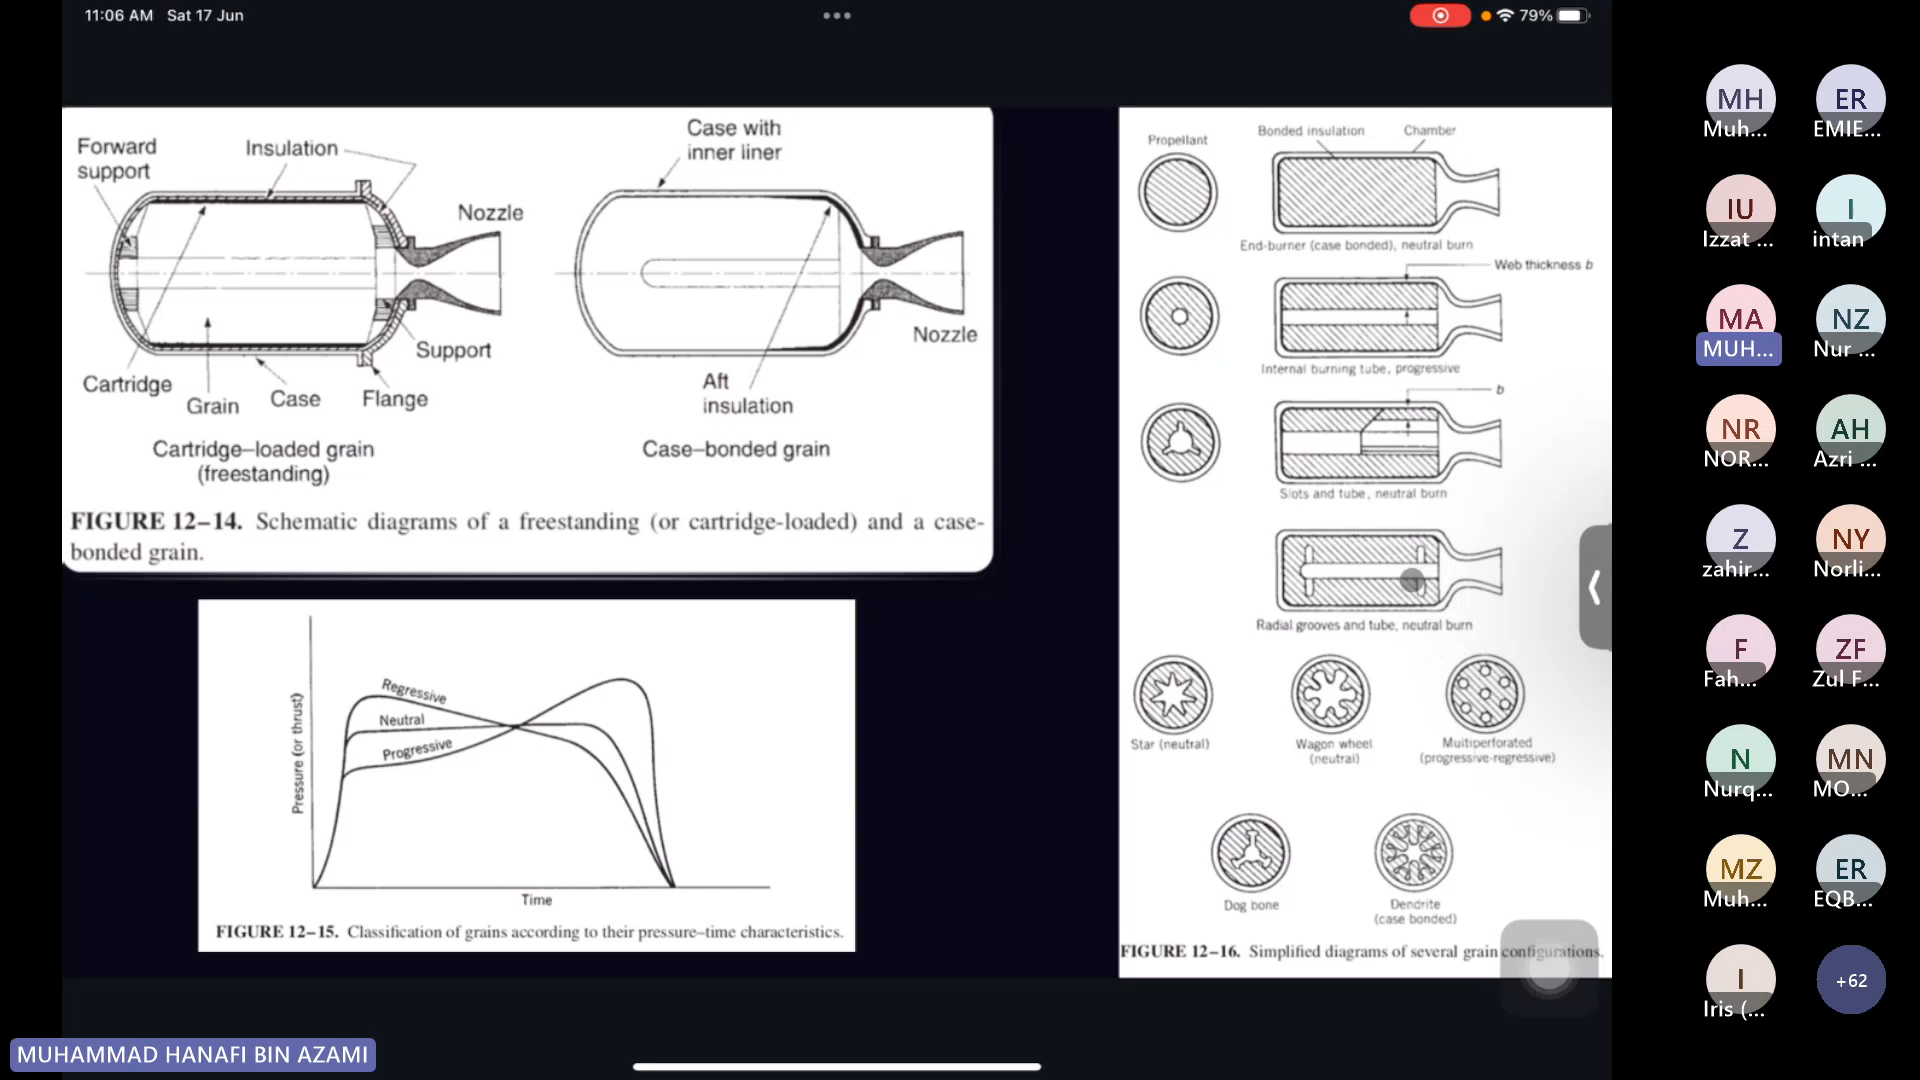 11:06 AM Sat 17 Jun
79%
Forward
support
Insulation
Nozzle
Support
Cartridge
Grain
Case
Flange
Cartridge–loaded grain
(freestanding)
Case with
inner liner
Nozzle
Aft
insulation
Case–bonded grain
FIGURE 12–14. Schematic diagrams of a freestanding (or cartridge-loaded) and a case-
bonded grain.
Pressure (or thrust)
Regressive
Neutral
Progressive
Time
FIGURE 12–15. Classification of grains according to their pressure–time characteristics.
Propellant
Bonded insulation
Chamber
End-burner (case bonded), neutral burn
Web thickness b
Internal burning tube, progressive
b
Slots and tube, neutral burn
Radial grooves and tube, neutral burn
Star (neutral)
Wagon wheel
(neutral)
Multiperforated
(progressive-regressive)
Dog bone
Dendrite
(case bonded)
FIGURE 12–16. Simplified diagrams of several grain configurations.
MH
Muh...
ER
EMIE...
IU
Izzat ...
I
intan
MA
MUH...
NZ
Nur ...
NR
NOR...
AH
Azri ...
Z
zahir...
NY
Norli...
F
Fah...
ZF
Zul F...
N
Nurq...
MN
MO...
MZ
Muh...
ER
EQB...
I
Iris (...
+62
MUHAMMAD HANAFI BIN AZAMI